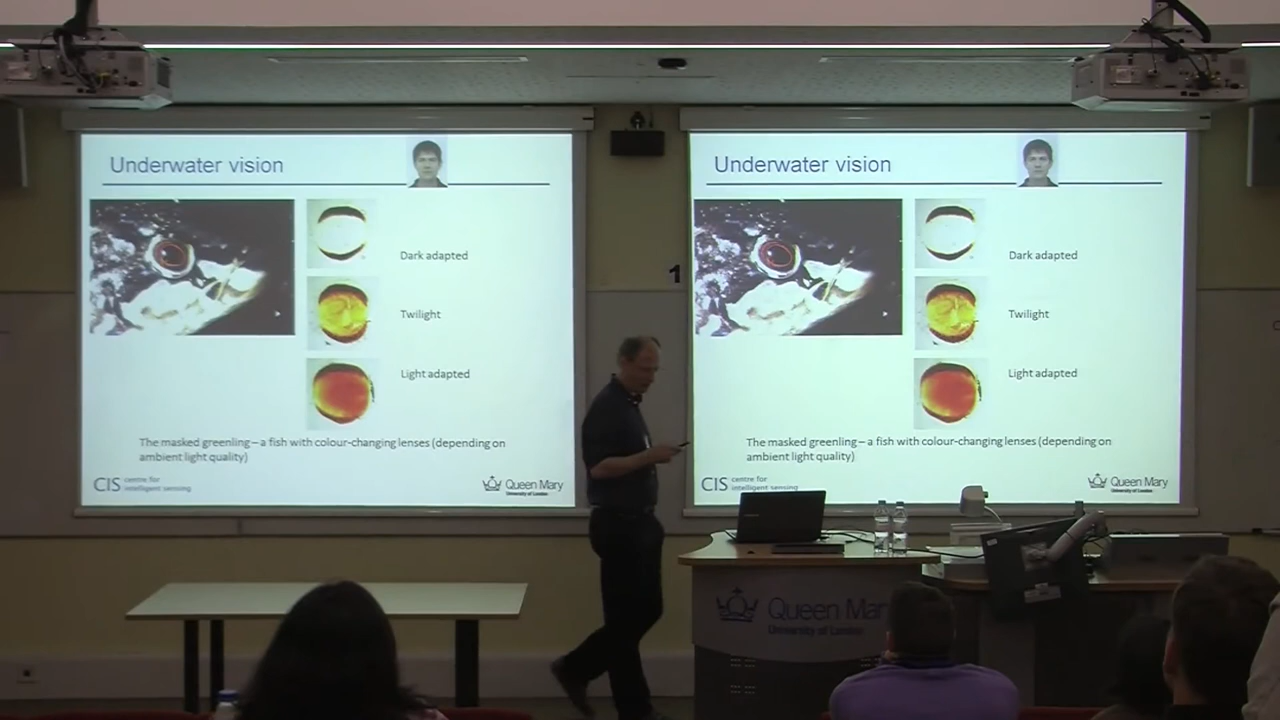 Underwater vision
Dark adapted
Twilight
Light adapted
The masked greenling – a fish with colour-changing lenses (depending on
ambient light quality)
CIS centre for
intelligent sensing
Queen Mary
University of London
1
Underwater vision
Dark adapted
Twilight
Light adapted
The masked greenling – a fish with colour-changing lenses (depending on
ambient light quality)
CIS centre for
intelligent sensing
Queen Mary
University of London
Queen Mar
University of London